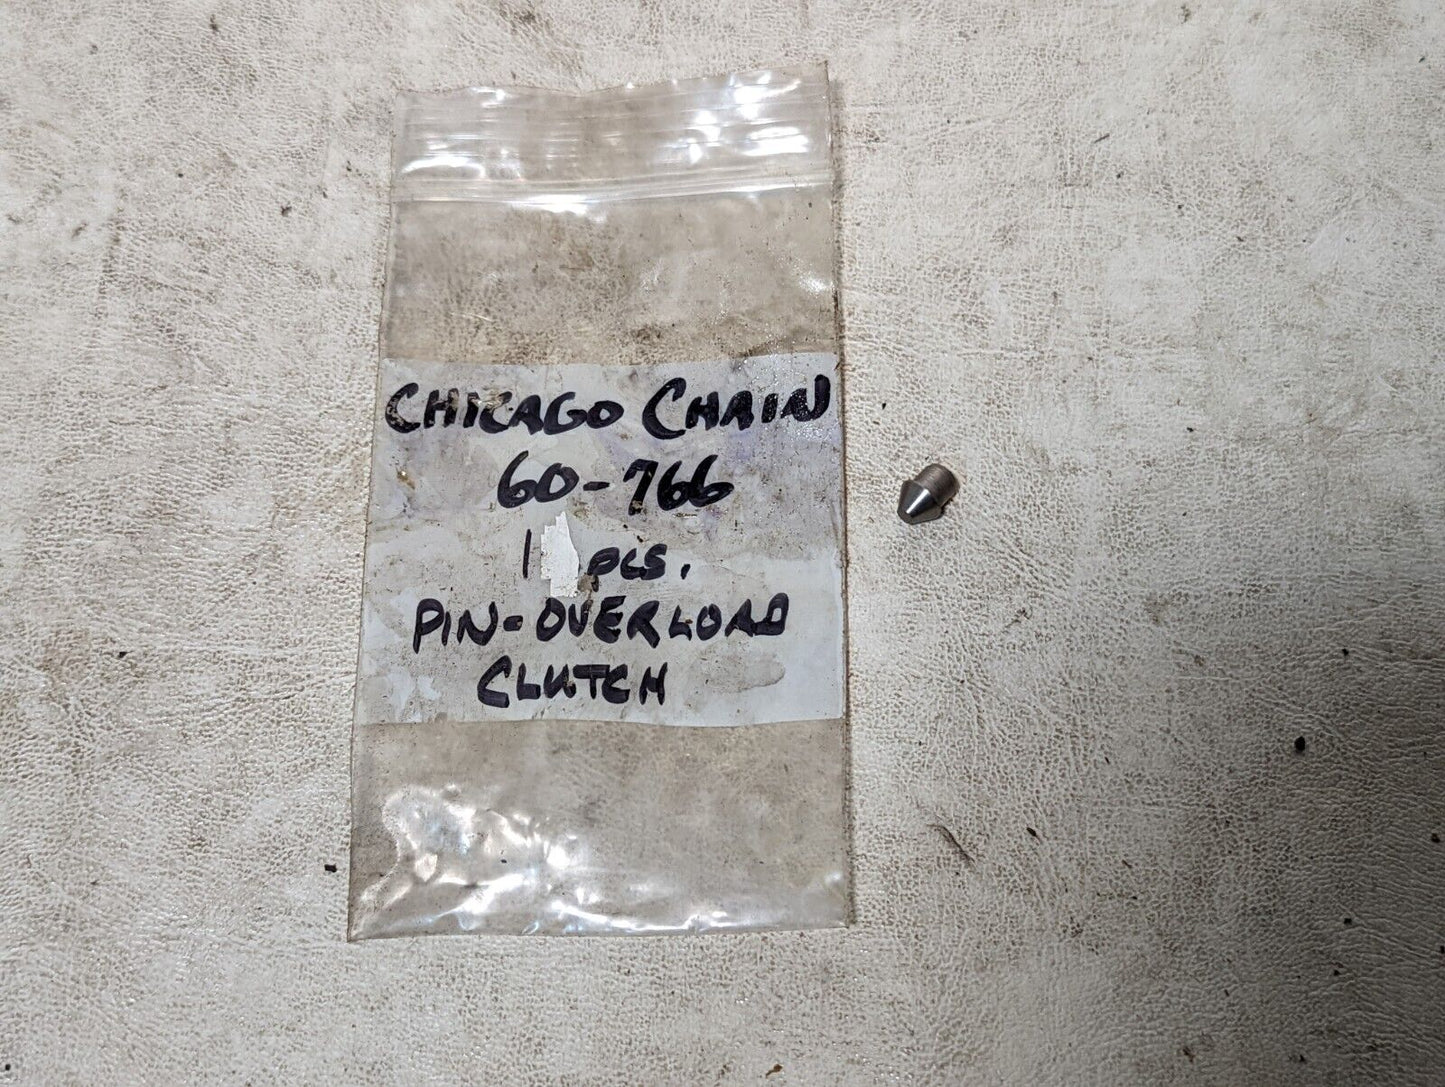 CHICAGO CHAIN
60-766
1 pcs.
PIN-OVERLOAD
CLUTCH